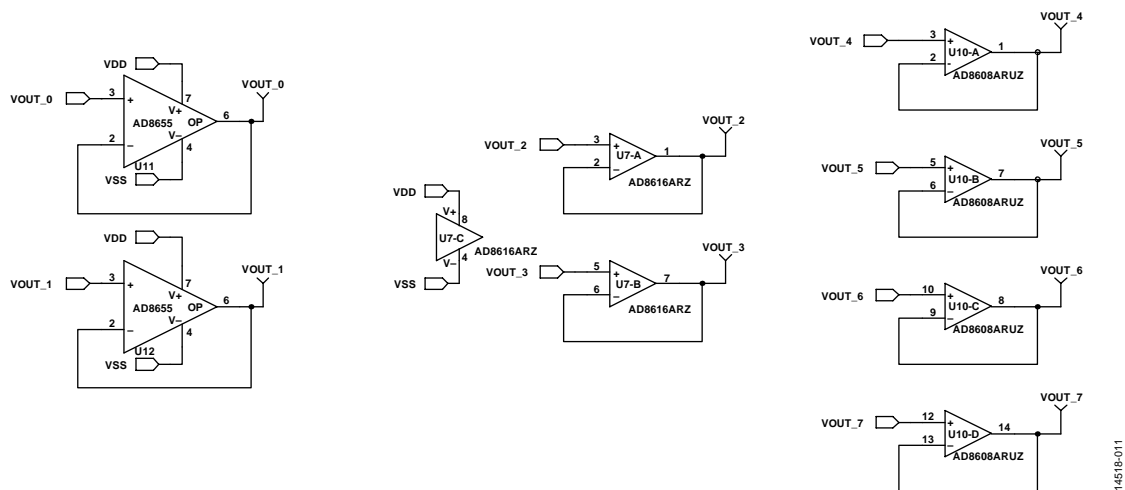 VDD
VOUT_0
3
+
7
V+
AD8655
OP
6
VOUT_0
2
−
V−
4
U11
VSS
VDD
VOUT_1
3
+
7
V+
AD8655
OP
6
VOUT_1
2
−
V−
4
U12
VSS
VDD
V+
8
U7-C
AD8616ARZ
V−
4
VSS
VOUT_2
3
+
2
−
U7-A
1
VOUT_2
AD8616ARZ
VOUT_3
5
+
6
−
U7-B
7
VOUT_3
AD8616ARZ
VOUT_4
3
+
2
-
U10-A
1
VOUT_4
AD8608ARUZ
VOUT_5
5
+
6
−
U10-B
7
VOUT_5
AD8608ARUZ
VOUT_6
10
+
9
−
U10-C
8
VOUT_6
AD8608ARUZ
VOUT_7
12
+
13
−
U10-D
14
VOUT_7
AD8608ARUZ
14518-011